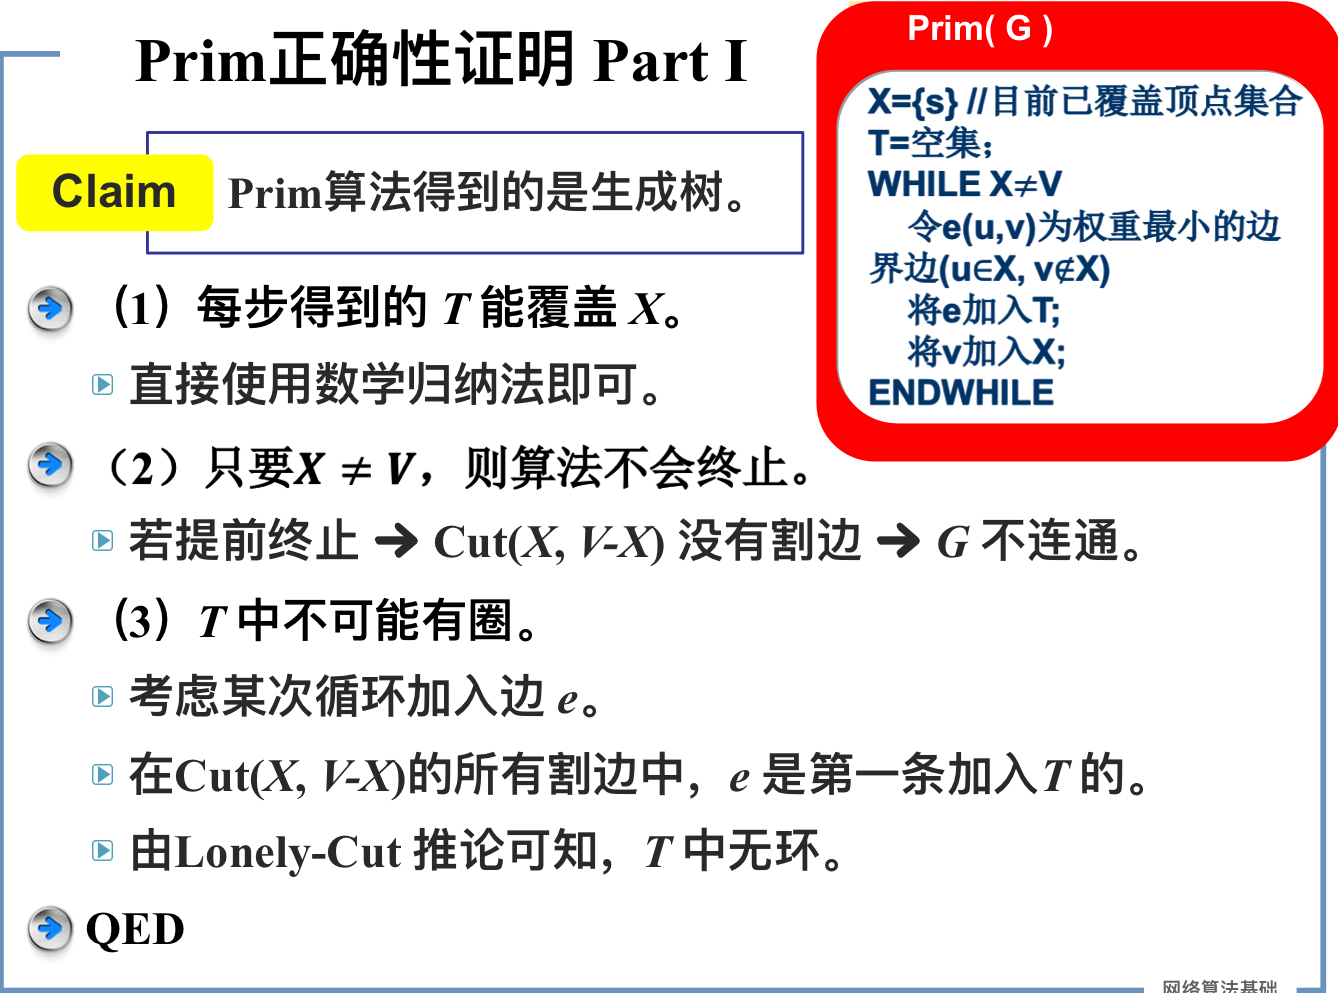 Prim正确性证明 Part I
Prim( G )
X={s} //目前已覆盖顶点集合
T=空集;
WHILE X≠V
令e(u,v)为权重最小的边
界边(u∈X, v∉X)
将e加入T;
将v加入X;
ENDWHILE
Claim
Prim算法得到的是生成树。
（1）每步得到的 T 能覆盖 X。
直接使用数学归纳法即可。
（2）只要X ≠ V，则算法不会终止。
若提前终止 → Cut(X, V-X) 没有割边 → G 不连通。
（3）T 中不可能有圈。
考虑某次循环加入边 e。
在Cut(X, V-X)的所有割边中，e 是第一条加入T 的。
由Lonely-Cut 推论可知，T 中无环。
QED
网络算法基础